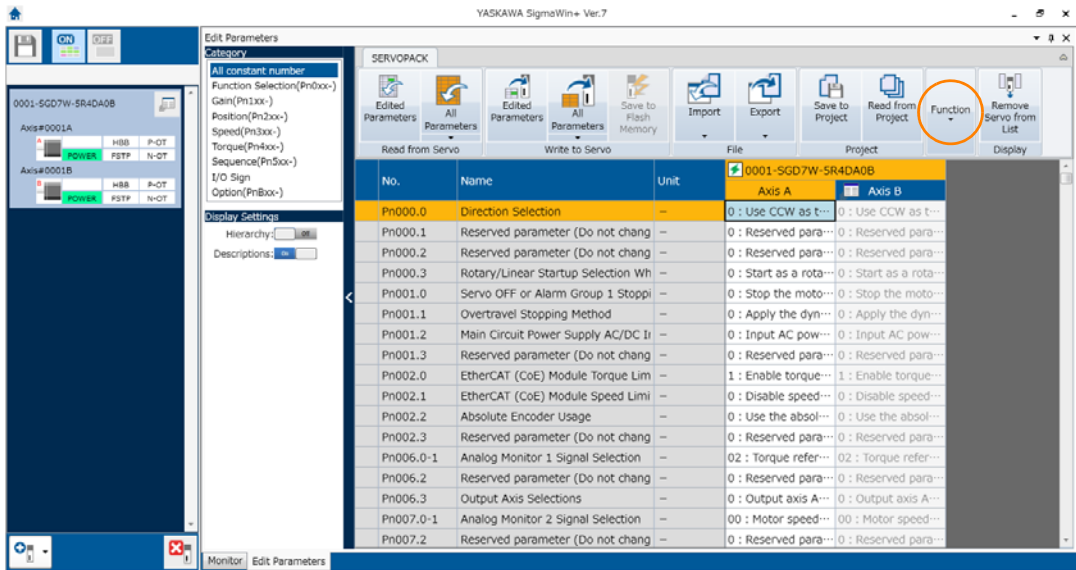 YASKAWA SigmaWin+ Ver.7
ON
OFF
0001-SGD7W-5R4DA0B
Axis#0001A
A
HBB P-OT
POWER FSTP N-OT
Axis#0001B
B
HBB P-OT
POWER FSTP N-OT
Edit Parameters
Category
All constant number
Function Selection(Pn0xx-)
Gain(Pn1xx-)
Position(Pn2xx-)
Speed(Pn3xx-)
Torque(Pn4xx-)
Sequence(Pn5xx-)
I/O Sign
Option(PnBxx-)
Display Settings
Hierarchy: Off
Descriptions: On
SERVOPACK
Edited Parameters
All Parameters
Read from Servo
Edited Parameters
All Parameters
Save to Flash Memory
Write to Servo
Import
Export
File
Save to Project
Read from Project
Project
Function
Remove Servo from List
Display
No. Name Unit 0001-SGD7W-5R4DA0B
Axis A Axis B
Pn000.0 Direction Selection – 0 : Use CCW as t··· 0 : Use CCW as t···
Pn000.1 Reserved parameter (Do not chang – 0 : Reserved para··· 0 : Reserved para···
Pn000.2 Reserved parameter (Do not chang – 0 : Reserved para··· 0 : Reserved para···
Pn000.3 Rotary/Linear Startup Selection Wh – 0 : Start as a rota··· 0 : Start as a rota···
Pn001.0 Servo OFF or Alarm Group 1 Stoppi – 0 : Stop the moto··· 0 : Stop the moto···
Pn001.1 Overtravel Stopping Method – 0 : Apply the dyn··· 0 : Apply the dyn···
Pn001.2 Main Circuit Power Supply AC/DC Ir – 0 : Input AC pow··· 0 : Input AC pow···
Pn001.3 Reserved parameter (Do not chang – 0 : Reserved para··· 0 : Reserved para···
Pn002.0 EtherCAT (CoE) Module Torque Lim – 1 : Enable torque··· 1 : Enable torque···
Pn002.1 EtherCAT (CoE) Module Speed Limi – 0 : Disable speed··· 0 : Disable speed···
Pn002.2 Absolute Encoder Usage – 0 : Use the absol··· 0 : Use the absol···
Pn002.3 Reserved parameter (Do not chang – 0 : Reserved para··· 0 : Reserved para···
Pn006.0-1 Analog Monitor 1 Signal Selection – 02 : Torque refer··· 02 : Torque refer···
Pn006.2 Reserved parameter (Do not chang – 0 : Reserved para··· 0 : Reserved para···
Pn006.3 Output Axis Selections – 0 : Output axis A··· 0 : Output axis A···
Pn007.0-1 Analog Monitor 2 Signal Selection – 00 : Motor speed··· 00 : Motor speed···
Pn007.2 Reserved parameter (Do not chang – 0 : Reserved para··· 0 : Reserved para···
Monitor Edit Parameters